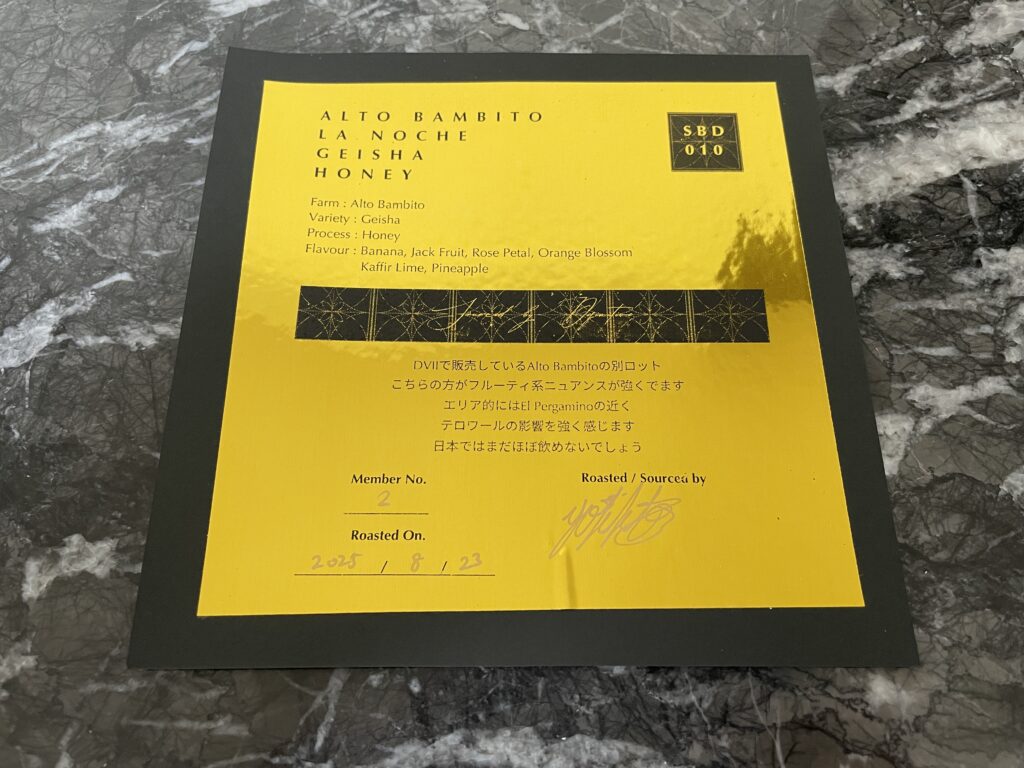 ALTO BAMBITO
LA NOCHE
GEISHA
HONEY
SBD
010
Farm : Alto Bambito
Variety : Geisha
Process : Honey
Flavour : Banana, Jack Fruit, Rose Petal, Orange Blossom
Kaffir Lime, Pineapple
by
DVIIで販売しているAlto Bambitoの別ロット
こちらの方がフルーティ系ニュアンスが強くでます
エリア的にはEl Pergaminoの近く
テロワールの影響を強く感じます
日本ではまだほぼ飲めないでしょう
Member No.
2
Roasted / Sourced by
Roasted On.
2025 / 8 / 23